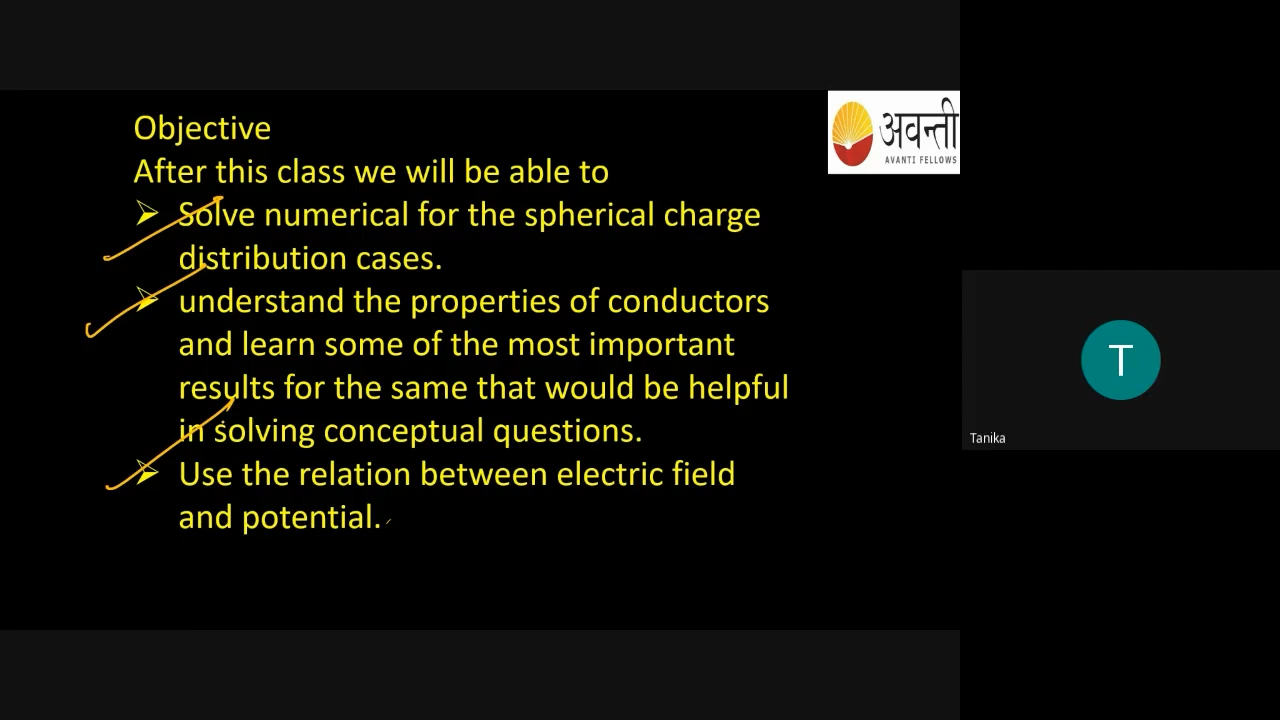 Objective
After this class we will be able to
Solve numerical for the spherical charge
distribution cases.
understand the properties of conductors
and learn some of the most important
results for the same that would be helpful
in solving conceptual questions.
Use the relation between electric field
and potential.
अवन्ती
AVANTI FELLOWS
T
Tanika